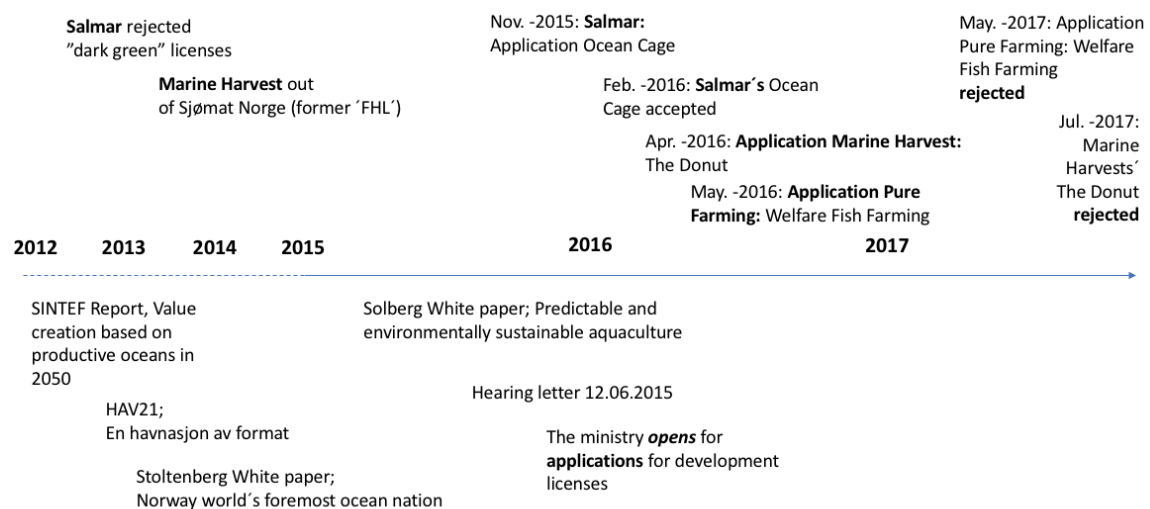 Salmar rejected
”dark green” licenses
Marine Harvest out
of Sjømat Norge (former ´FHL´)
Nov. -2015: Salmar:
Application Ocean Cage
Feb. -2016: Salmar´s Ocean
Cage accepted
Apr. -2016: Application Marine Harvest:
The Donut
May. -2016: Application Pure
Farming: Welfare Fish Farming
May. -2017: Application
Pure Farming: Welfare
Fish Farming
rejected
Jul. -2017:
Marine
Harvests´
The Donut
rejected
2012 2013 2014 2015 2016 2017
SINTEF Report, Value
creation based on
productive oceans in
2050
HAV21;
En havnasjon av format
Stoltenberg White paper;
Norway world´s foremost ocean nation
Solberg White paper; Predictable and
environmentally sustainable aquaculture
Hearing letter 12.06.2015
The ministry opens for
applications for development
licenses